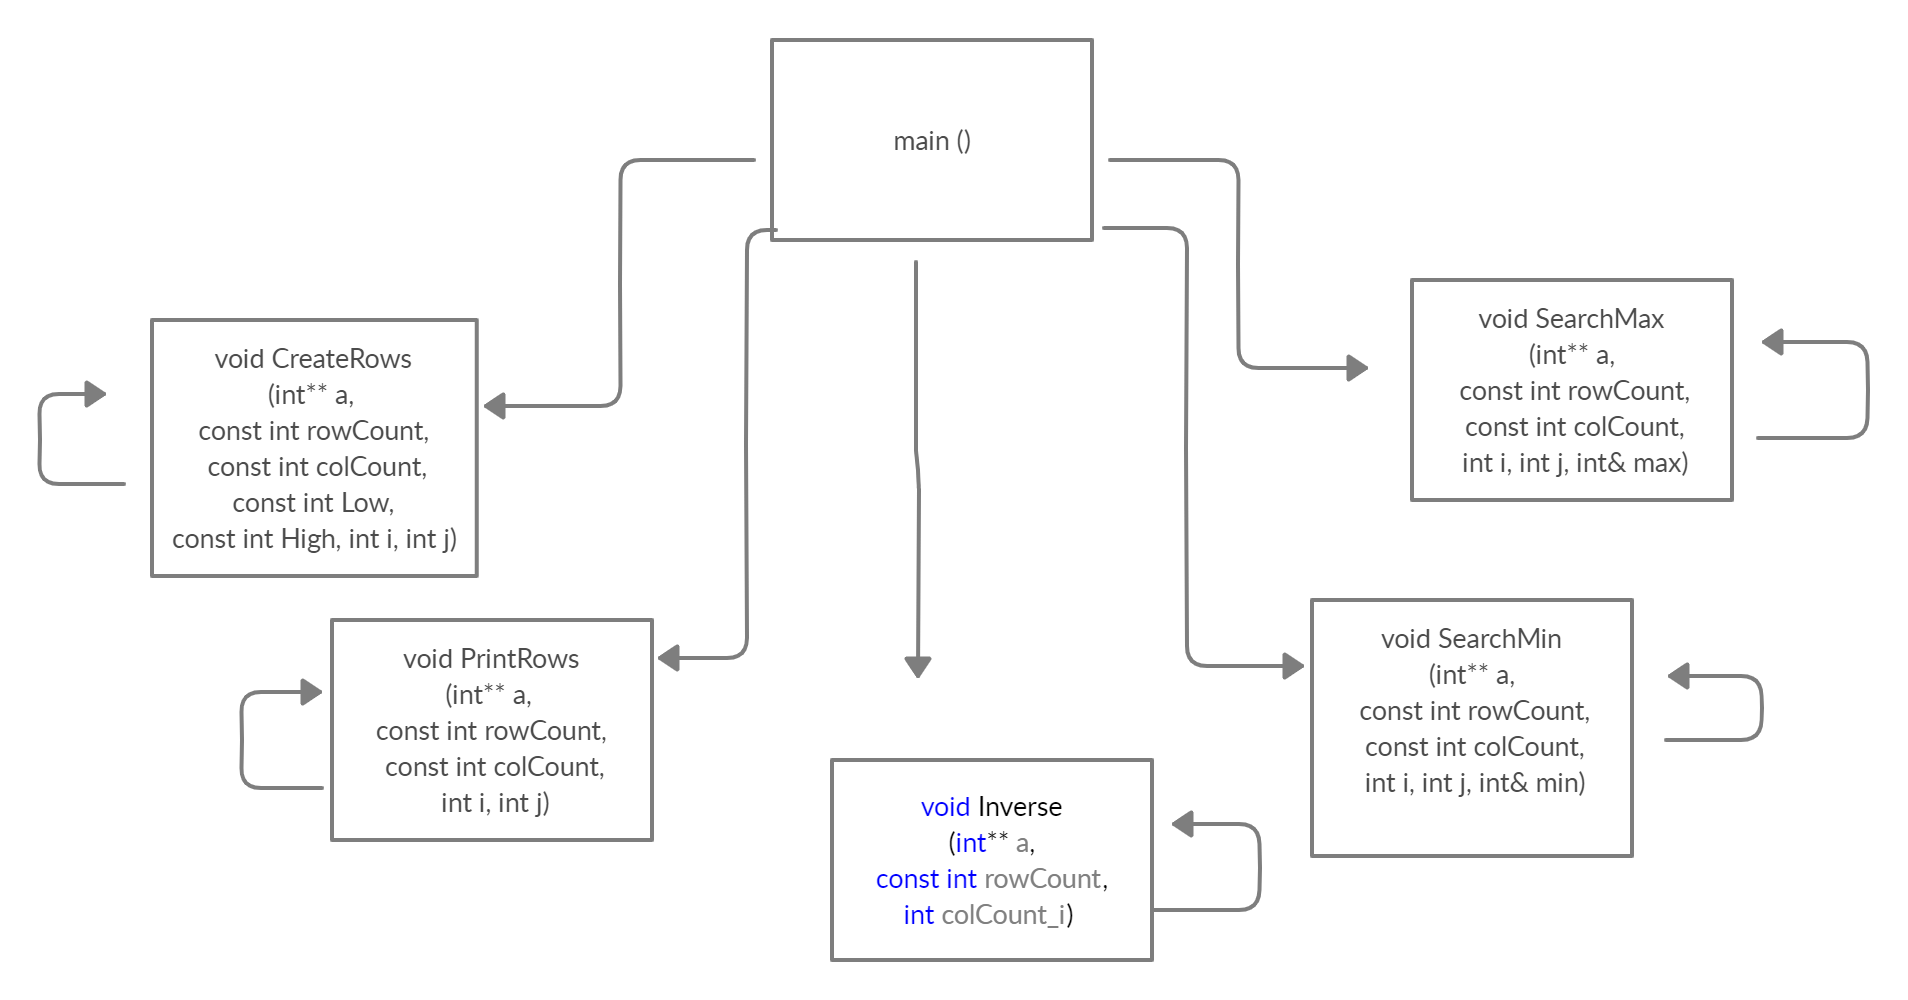 main ()
void CreateRows
(int** a,
const int rowCount,
const int colCount,
const int Low,
const int High, int i, int j)
void PrintRows
(int** a,
const int rowCount,
const int colCount,
int i, int j)
void Inverse
(int** a,
const int rowCount,
int colCount_i)
void SearchMax
(int** a,
const int rowCount,
const int colCount,
int i, int j, int& max)
void SearchMin
(int** a,
const int rowCount,
const int colCount,
int i, int j, int& min)